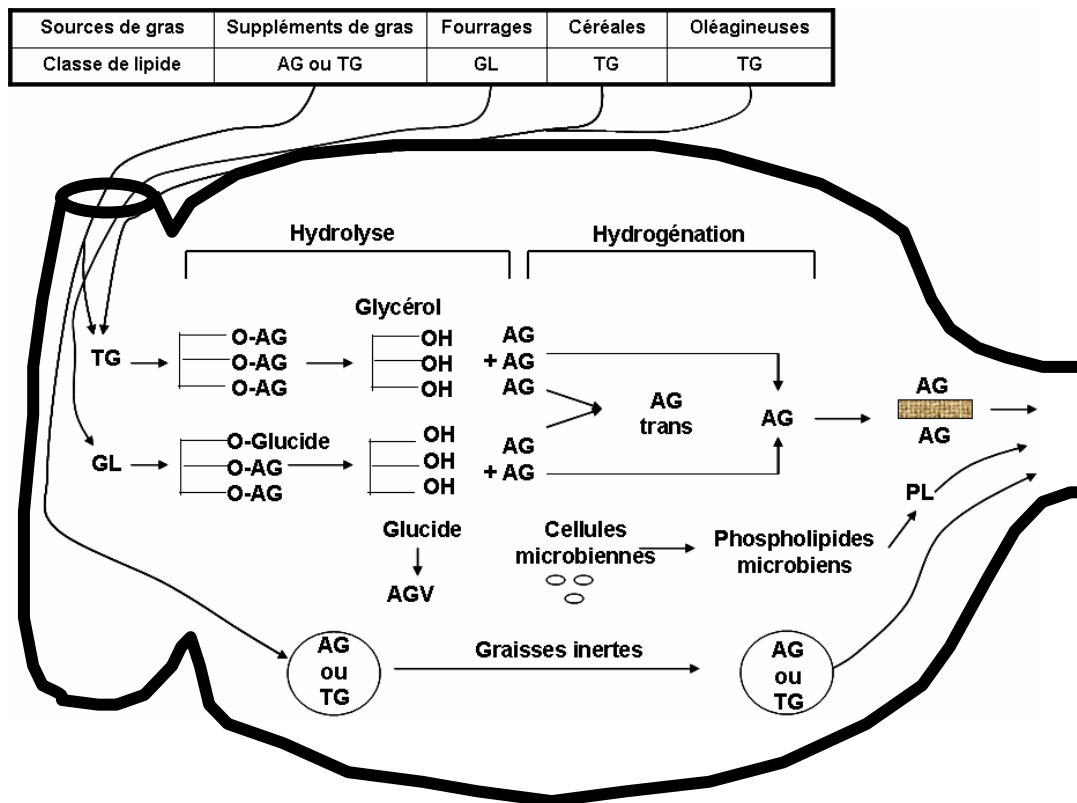 Sources de gras Suppléments de gras Fourrages Céréales Oléagineuses
Classe de lipide AG ou TG GL TG TG
Hydrolyse Hydrogénation
Glycérol
O-AG OH AG
TG O-AG OH + AG
O-AG OH AG
AG
trans
AG
AG
AG
O-Glucide OH AG
GL O-AG OH + AG
O-AG OH
PL
Glucide
AGV
Cellules
microbiennes
Phospholipides
microbiens
AG
ou
TG
Graisses inertes
AG
ou
TG